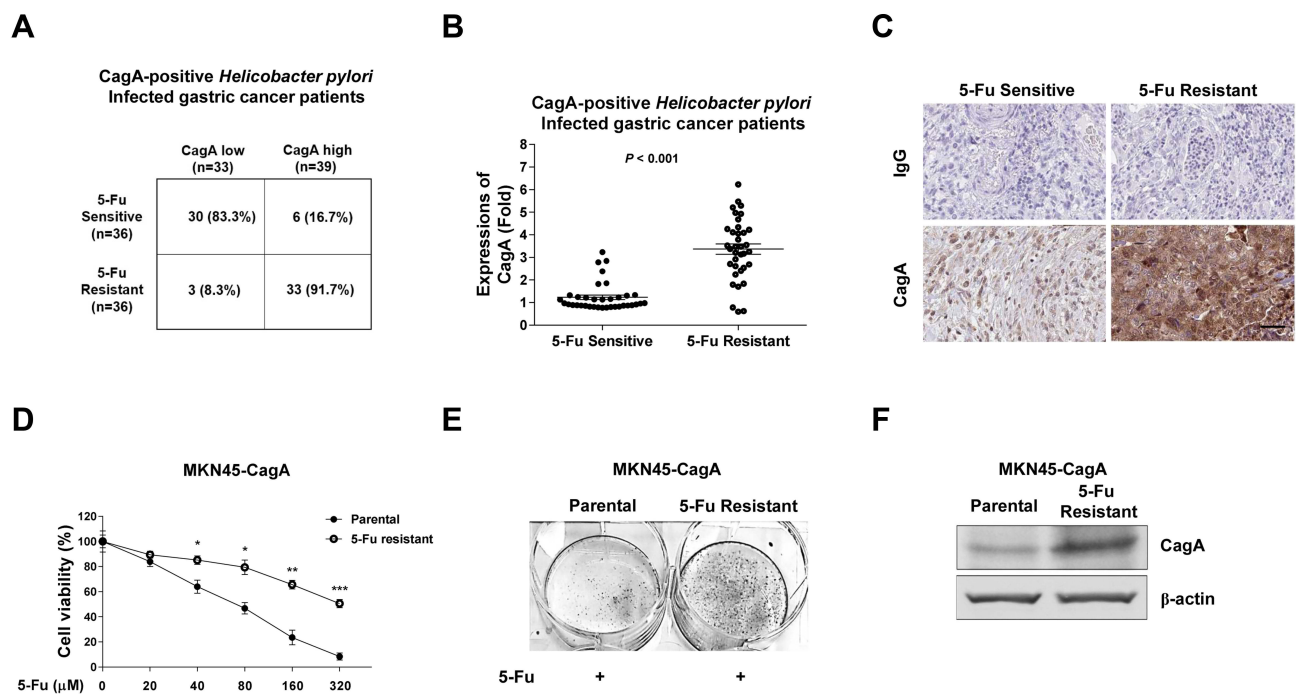 A
CagA-positive Helicobacter pylori
Infected gastric cancer patients
CagA low
(n=33)
CagA high
(n=39)
5-Fu
Sensitive
(n=36)
30 (83.3%)
6 (16.7%)
5-Fu
Resistant
(n=36)
3 (8.3%)
33 (91.7%)
B
CagA-positive Helicobacter pylori
Infected gastric cancer patients
P < 0.001
Expressions of
CagA (Fold)
8
7
6
5
4
3
2
1
0
5-Fu Sensitive
5-Fu Resistant
C
5-Fu Sensitive
5-Fu Resistant
IgG
CagA
D
MKN45-CagA
Parental
5-Fu resistant
Cell viability (%)
120
100
80
60
40
20
0
*
*
**
***
5-Fu (μM)
0
20
40
80
160
320
E
MKN45-CagA
Parental
5-Fu Resistant
5-Fu
+
+
F
MKN45-CagA
Parental
5-Fu
Resistant
CagA
β-actin